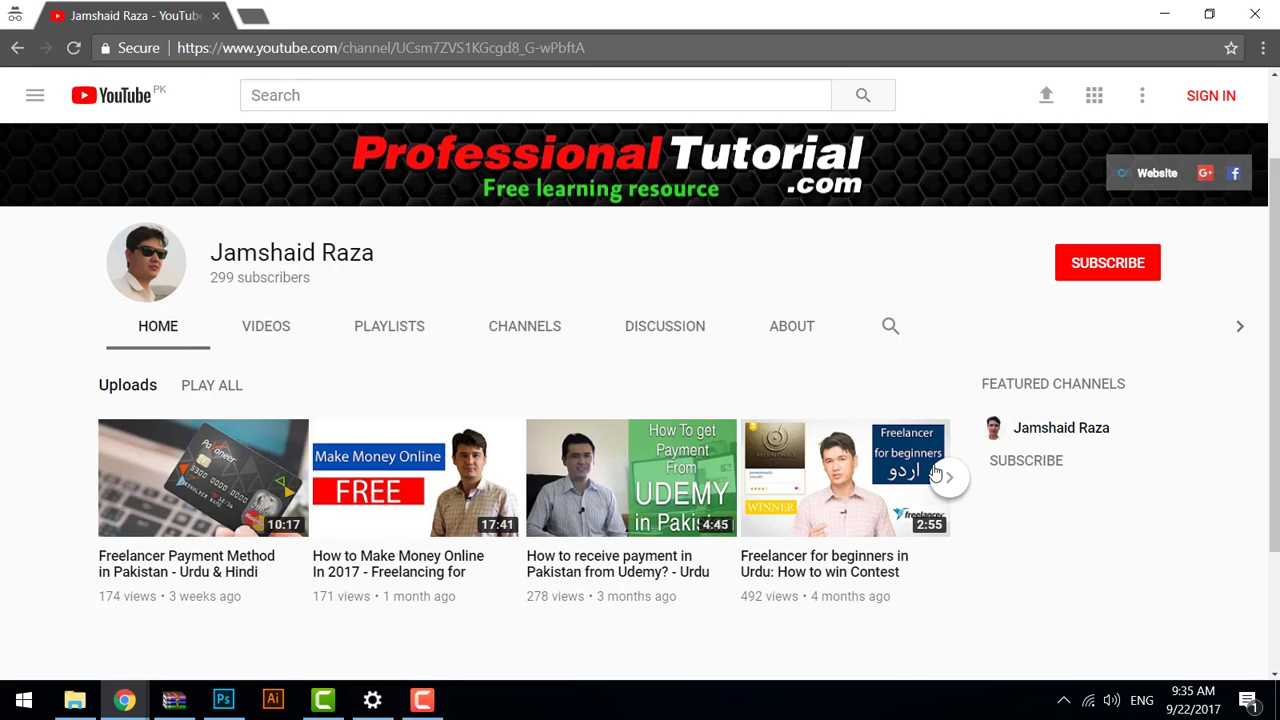 Jamshaid Raza - YouTube
Secure https://www.youtube.com/channel/UCsm7ZVS1KGcgd8_G-wPbftA
YouTube PK
Search
SIGN IN
Professional Tutorial
.com
Free learning resource
Website
Jamshaid Raza
299 subscribers
SUBSCRIBE
HOME VIDEOS PLAYLISTS CHANNELS DISCUSSION ABOUT
Uploads PLAY ALL
FEATURED CHANNELS
Jamshaid Raza
SUBSCRIBE
Payoneer
10:17
Make Money Online
FREE
17:41
How To get
Payment
From
UDEMY
in Pakis
4:45
Freelancer
for beginners
اردو
WINNER
freelancer
2:55
Freelancer Payment Method
in Pakistan - Urdu & Hindi
174 views • 3 weeks ago
How to Make Money Online
In 2017 - Freelancing for
171 views • 1 month ago
How to receive payment in
Pakistan from Udemy? - Urdu
278 views • 3 months ago
Freelancer for beginners in
Urdu: How to win Contest
492 views • 4 months ago
Ps
Ai
ENG
9:35 AM
9/22/2017
1